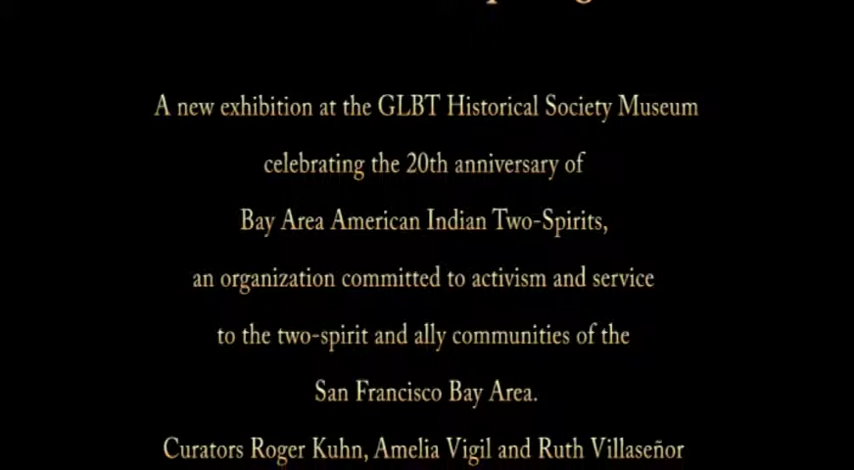 A new exhibition at the GLBT Historical Society Museum
celebrating the 20th anniversary of
Bay Area American Indian Two-Spirits,
an organization committed to activism and service
to the two-spirit and ally communities of the
San Francisco Bay Area.
Curators Roger Kuhn, Amelia Vigil and Ruth Villaseñor